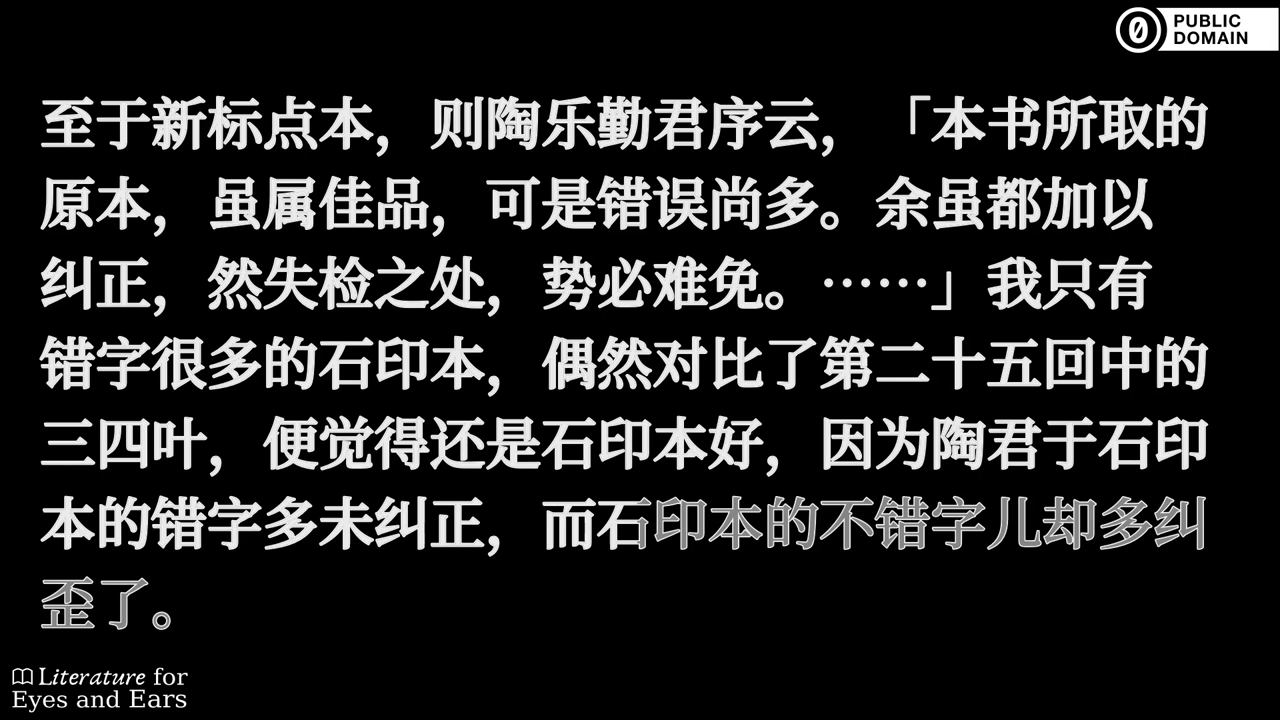 PUBLIC
DOMAIN
至于新标点本，则陶乐勤君序云，「本书所取的
原本，虽属佳品，可是错误尚多。余虽都加以
纠正，然失检之处，势必难免。……」我只有
错字很多的石印本，偶然对比了第二十五回中的
三四叶，便觉得还是石印本好，因为陶君于石印
本的错字多未纠正，而石印本的不错字儿却多纠
歪了。
Literature for
Eyes and Ears